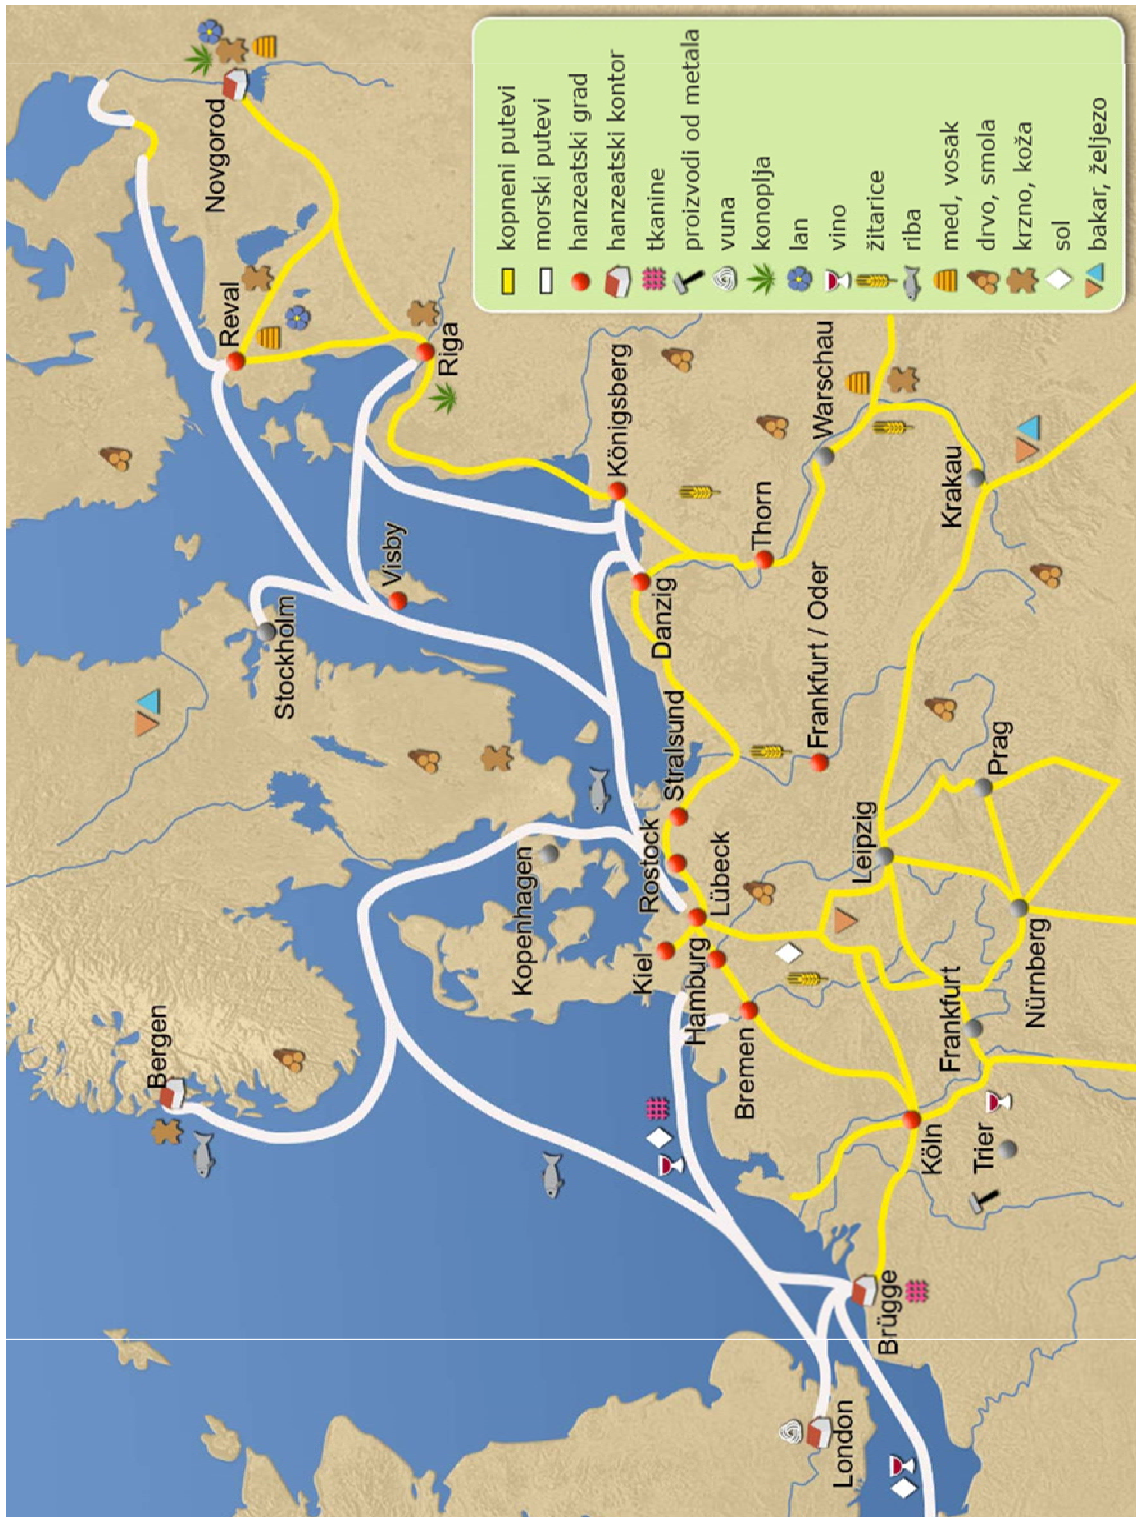 Bergen
Stockholm
Reval
Novgorod
Visby
Riga
Kopenhagen
Königsberg
Kiel
Rostock
Stralsund
Danzig
Hamburg
Lübeck
Bremen
Thorn
Frankfurt / Oder
Warschau
London
Brügge
Köln
Leipzig
Krakau
Trier
Frankfurt
Prag
Nürnberg
kopneni putevi
morski putevi
hanzeatski grad
hanzeatski kontor
tkanine
proizvodi od metala
vuna
konoplja
lan
vino
žitarice
riba
med, vosak
drvo, smola
krzno, koža
sol
bakar, željezo